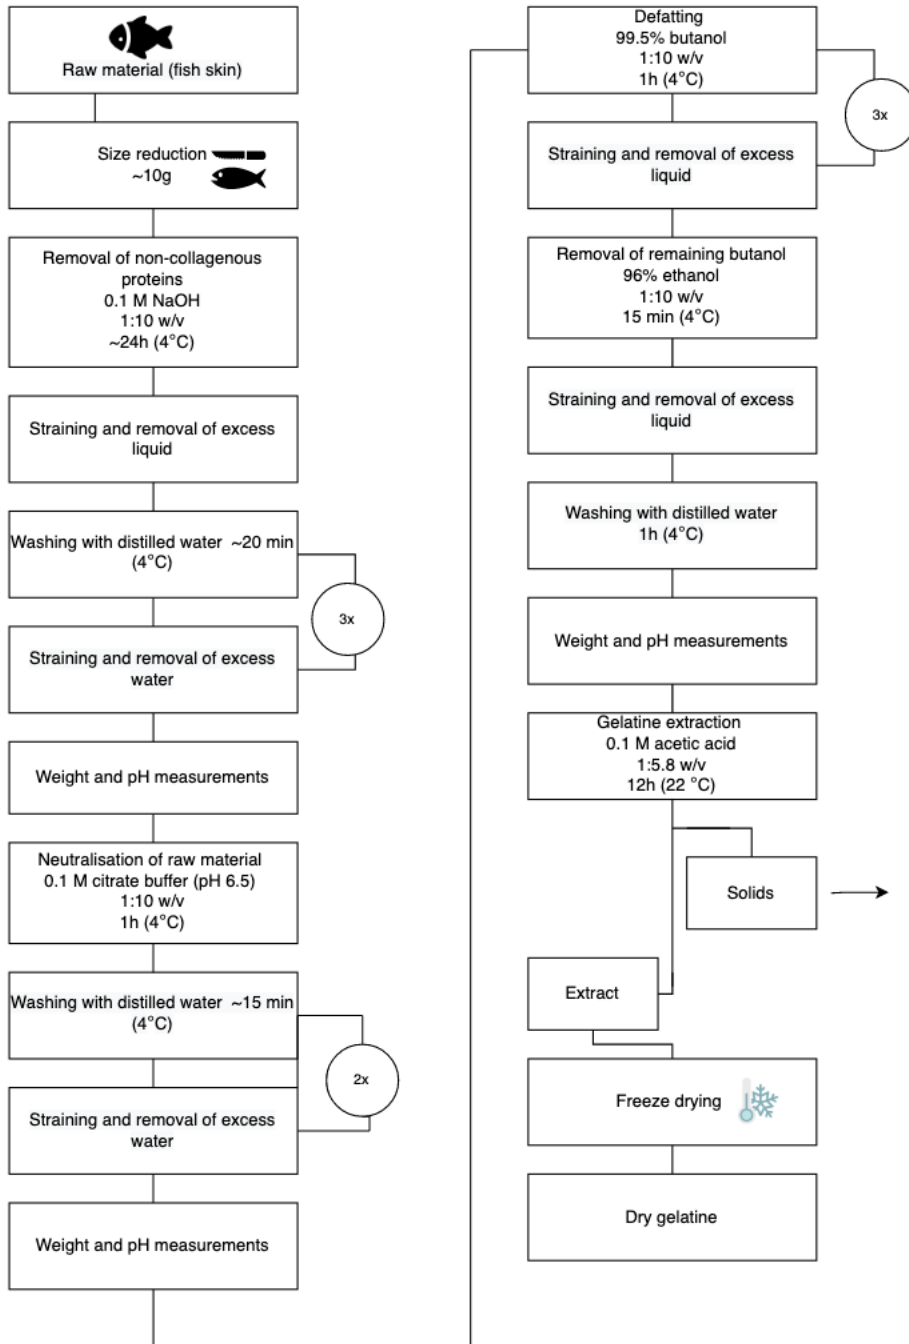 Raw material (fish skin)
Size reduction
~10g
Removal of non-collagenous
proteins
0.1 M NaOH
1:10 w/v
~24h (4°C)
Straining and removal of excess
liquid
Washing with distilled water ~20 min
(4°C)
3x
Straining and removal of excess
water
Weight and pH measurements
Neutralisation of raw material
0.1 M citrate buffer (pH 6.5)
1:10 w/v
1h (4°C)
Washing with distilled water ~15 min
(4°C)
2x
Straining and removal of excess
water
Weight and pH measurements
Defatting
99.5% butanol
1:10 w/v
1h (4°C)
3x
Straining and removal of excess
liquid
Removal of remaining butanol
96% ethanol
1:10 w/v
15 min (4°C)
Straining and removal of excess
liquid
Washing with distilled water
1h (4°C)
Weight and pH measurements
Gelatine extraction
0.1 M acetic acid
1:5.8 w/v
12h (22 °C)
Solids
Extract
Freeze drying
Dry gelatine